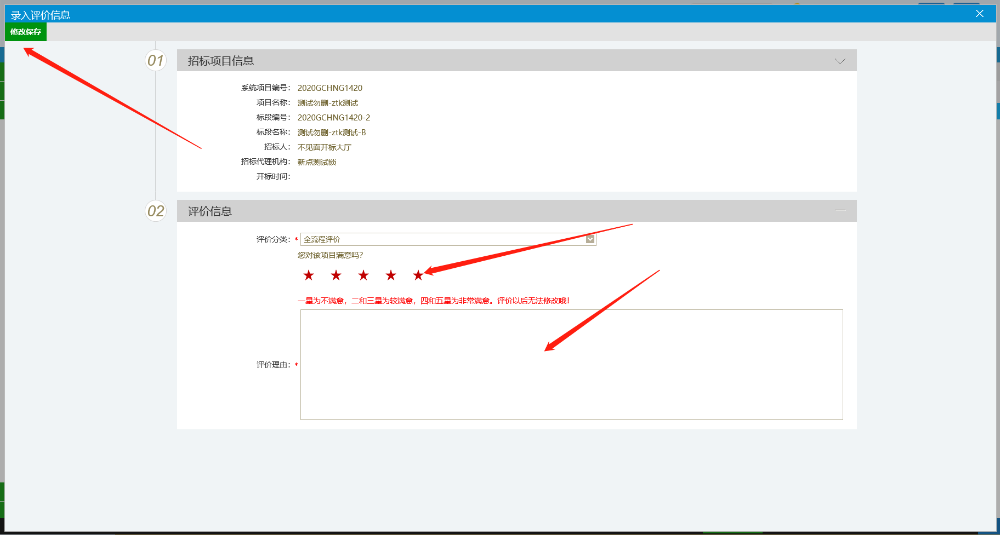 录入评价信息
修改保存
01 招标项目信息
系统项目编号： 2020GCHNG1420
项目名称： 测试勿删-ztk测试
标段编号： 2020GCHNG1420-2
标段名称： 测试勿删-ztk测试-B
招标人： 不见面开标大厅
招标代理机构： 新点测试锁
开标时间：
02 评价信息
评价分类：* 全流程评价
您对该项目满意吗?
★ ★ ★ ★ ★
一星为不满意，二和三星为较满意，四和五星为非常满意。评价以后无法修改哦!
评价理由：*